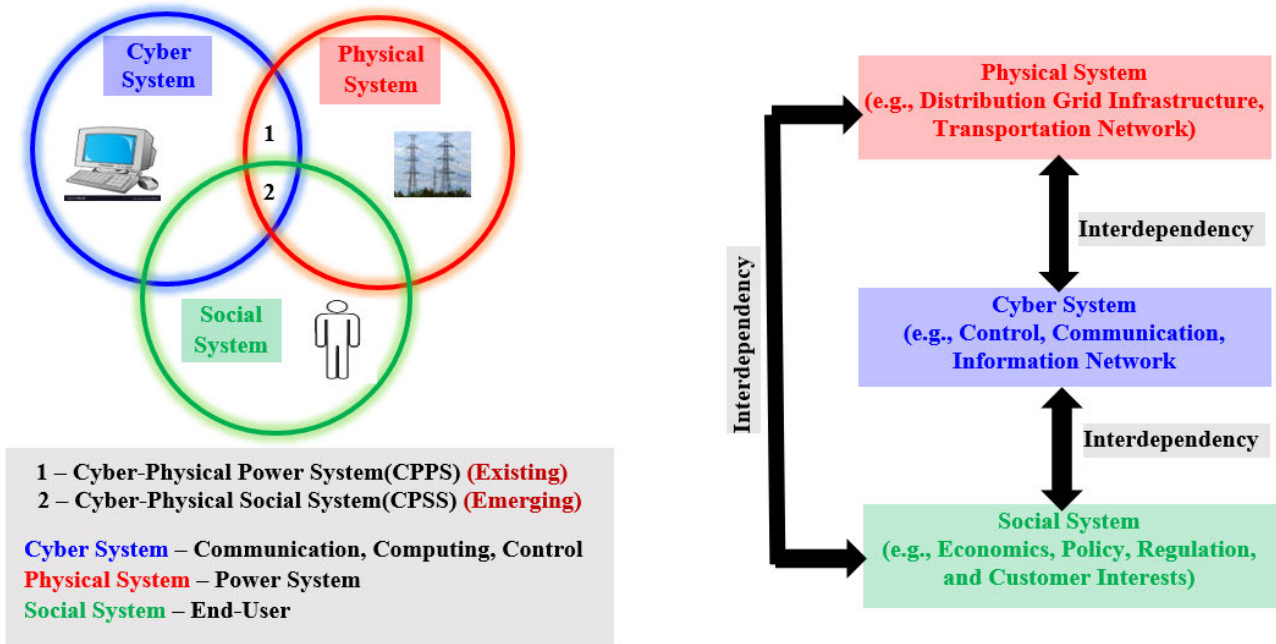 Cyber
System
Physical
System
1
2
Social
System
1 – Cyber-Physical Power System(CPPS) (Existing)
2 – Cyber-Physical Social System(CPSS) (Emerging)
Cyber System – Communication, Computing, Control
Physical System – Power System
Social System – End-User
Physical System
(e.g., Distribution Grid Infrastructure,
Transportation Network)
Interdependency
Interdependency
Cyber System
(e.g., Control, Communication,
Information Network
Interdependency
Social System
(e.g., Economics, Policy, Regulation,
and Customer Interests)